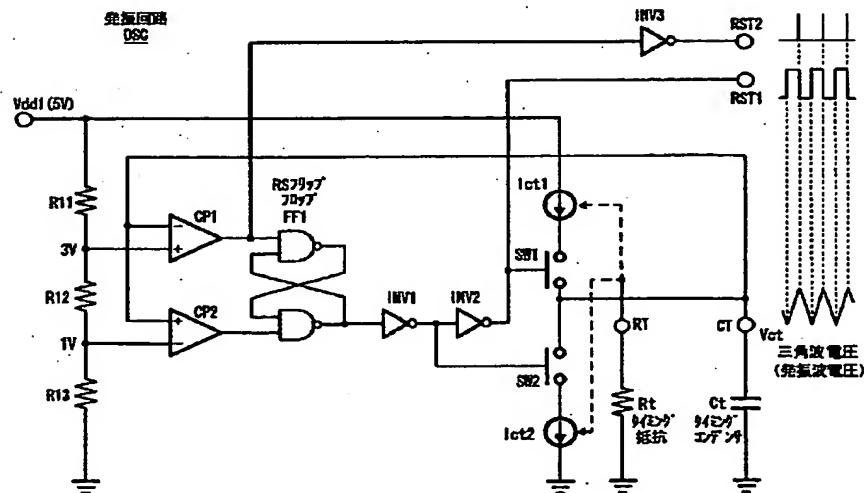 発振回路
OSC
INV3
RST2
RST1
Vdd1(5V)
R11
3V
R12
1V
R13
CP1
CP2
RSフリップ
フロップ
FF1
INV1
INV2
Ict1
SW1
SW2
Ict2
RT
Rt
タイミング
抵抗
CT
Vct
三角波電圧
(発振波電圧)
Ct
タイミング
コンデンサ